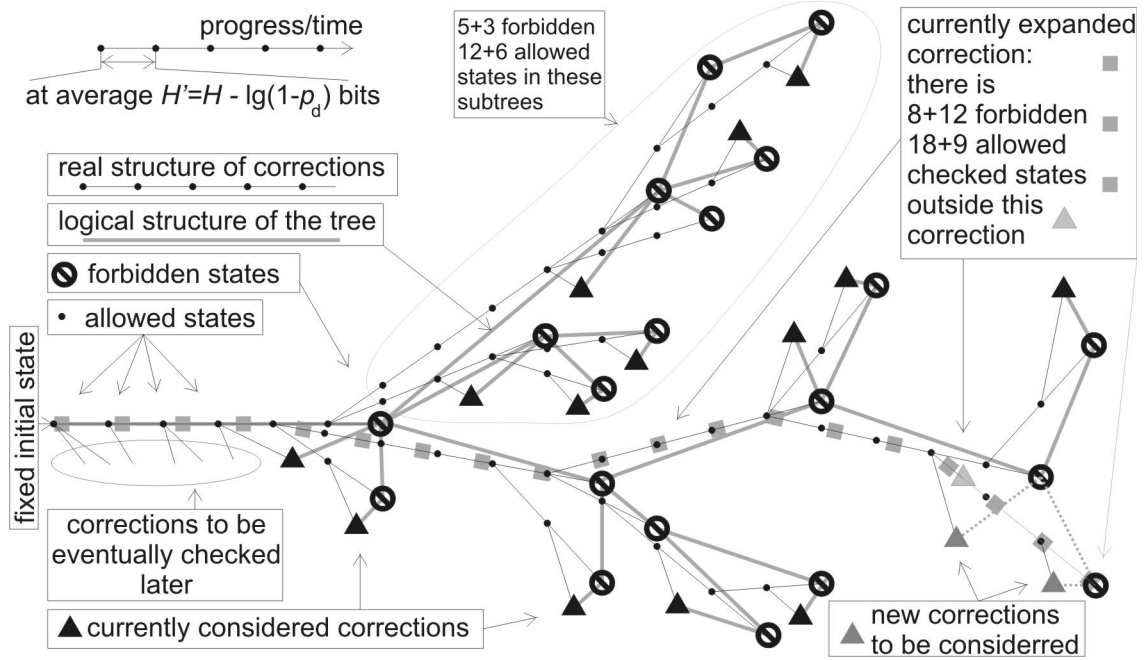 progress/time
at average H'=H - lg(1-pd) bits
5+3 forbidden
12+6 allowed
states in these
subtrees
currently expanded
correction:
there is
8+12 forbidden
18+9 allowed
checked states
outside this
correction
real structure of corrections
logical structure of the tree
forbidden states
allowed states
fixed initial state
corrections to be
eventually checked
later
currently considered corrections
new corrections
to be considerred